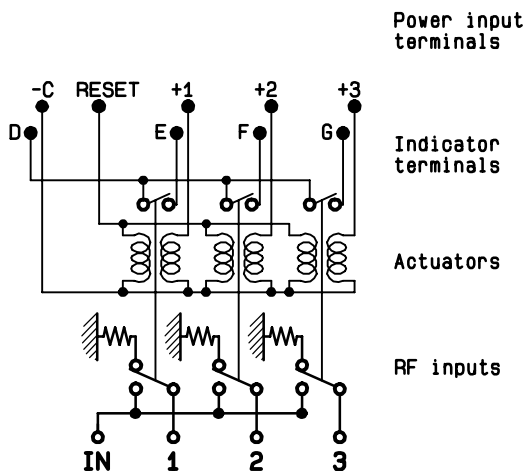 Power input
terminals
-C RESET +1 +2 +3
D E F G
Indicator
terminals
Actuators
RF inputs
IN 1 2 3